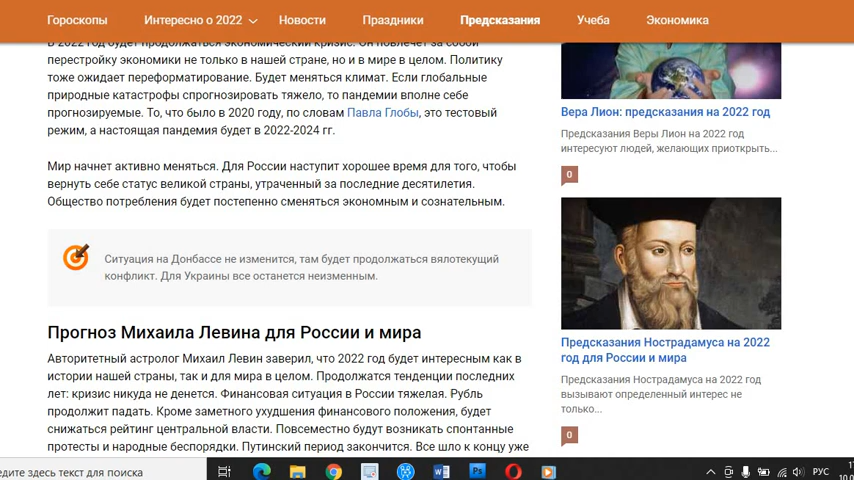 Гороскопы Интересно о 2022 Новости Праздники Предсказания Учеба Экономика
В 2022 год будет продолжаться экономический кризис. Он повлечет за собой
перестройку экономики не только в нашей стране, но и в мире в целом. Политику
тоже ожидает переформатирование. Будет меняться климат. Если глобальные
природные катастрофы спрогнозировать тяжело, то пандемии вполне себе
прогнозируемые. То, что было в 2020 году, по словам Павла Глобы, это тестовый
режим, а настоящая пандемия будет в 2022-2024 гг.
Мир начнет активно меняться. Для России наступит хорошее время для того, чтобы
вернуть себе статус великой страны, утраченный за последние десятилетия.
Общество потребления будет постепенно сменяться экономным и сознательным.
Ситуация на Донбассе не изменится, там будет продолжаться вялотекущий
конфликт. Для Украины все останется неизменным.
Прогноз Михаила Левина для России и мира
Авторитетный астролог Михаил Левин заверил, что 2022 год будет интересным как в
истории нашей страны, так и для мира в целом. Продолжатся тенденции последних
лет: кризис никуда не денется. Финансовая ситуация в России тяжелая. Рубль
продолжит падать. Кроме заметного ухудшения финансового положения, будет
снижаться рейтинг центральной власти. Повсеместно будут возникать спонтанные
протесты и народные беспорядки. Путинский период закончится. Все шло к концу уже
Вера Лион: предсказания на 2022 год
Предсказания Веры Лион на 2022 год
интересуют людей, желающих приоткрыть...
0
Предсказания Нострадамуса на 2022
год для России и мира
Предсказания Нострадамуса на 2022 год
вызывают определенный интерес не
только...
0
едите здесь текст для поиска
РУС